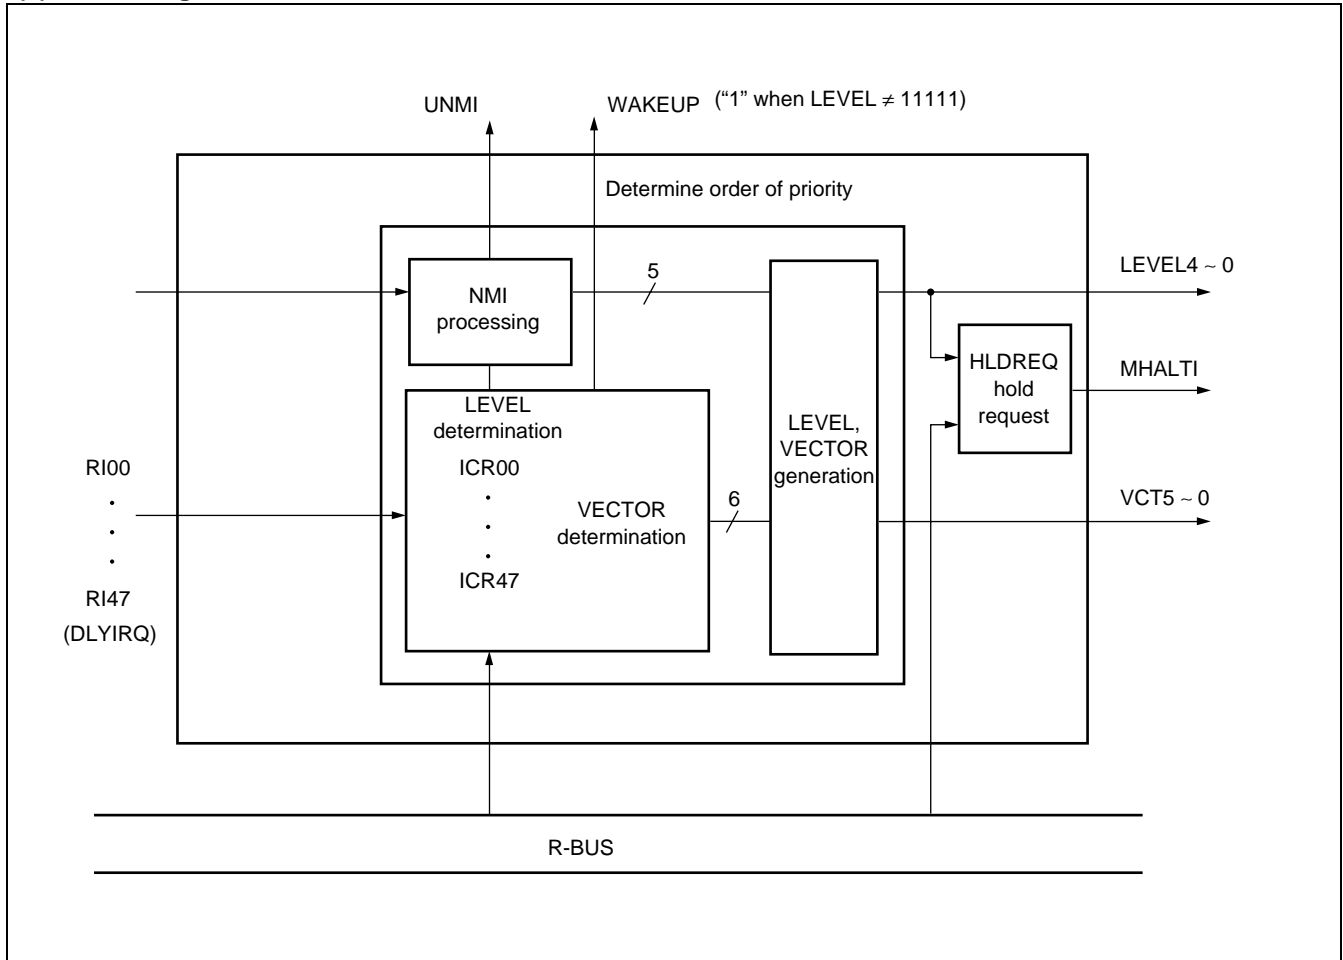 UNMI
WAKEUP
("1" when LEVEL ≠ 11111)
Determine order of priority
NMI
processing
5
LEVEL4 ~ 0
HLDREQ
hold
request
MHALTI
LEVEL
determination
ICR00
.
.
.
ICR47
VECTOR
determination
6
LEVEL,
VECTOR
generation
VCT5 ~ 0
RI00
.
.
.
RI47
(DLYIRQ)
R-BUS